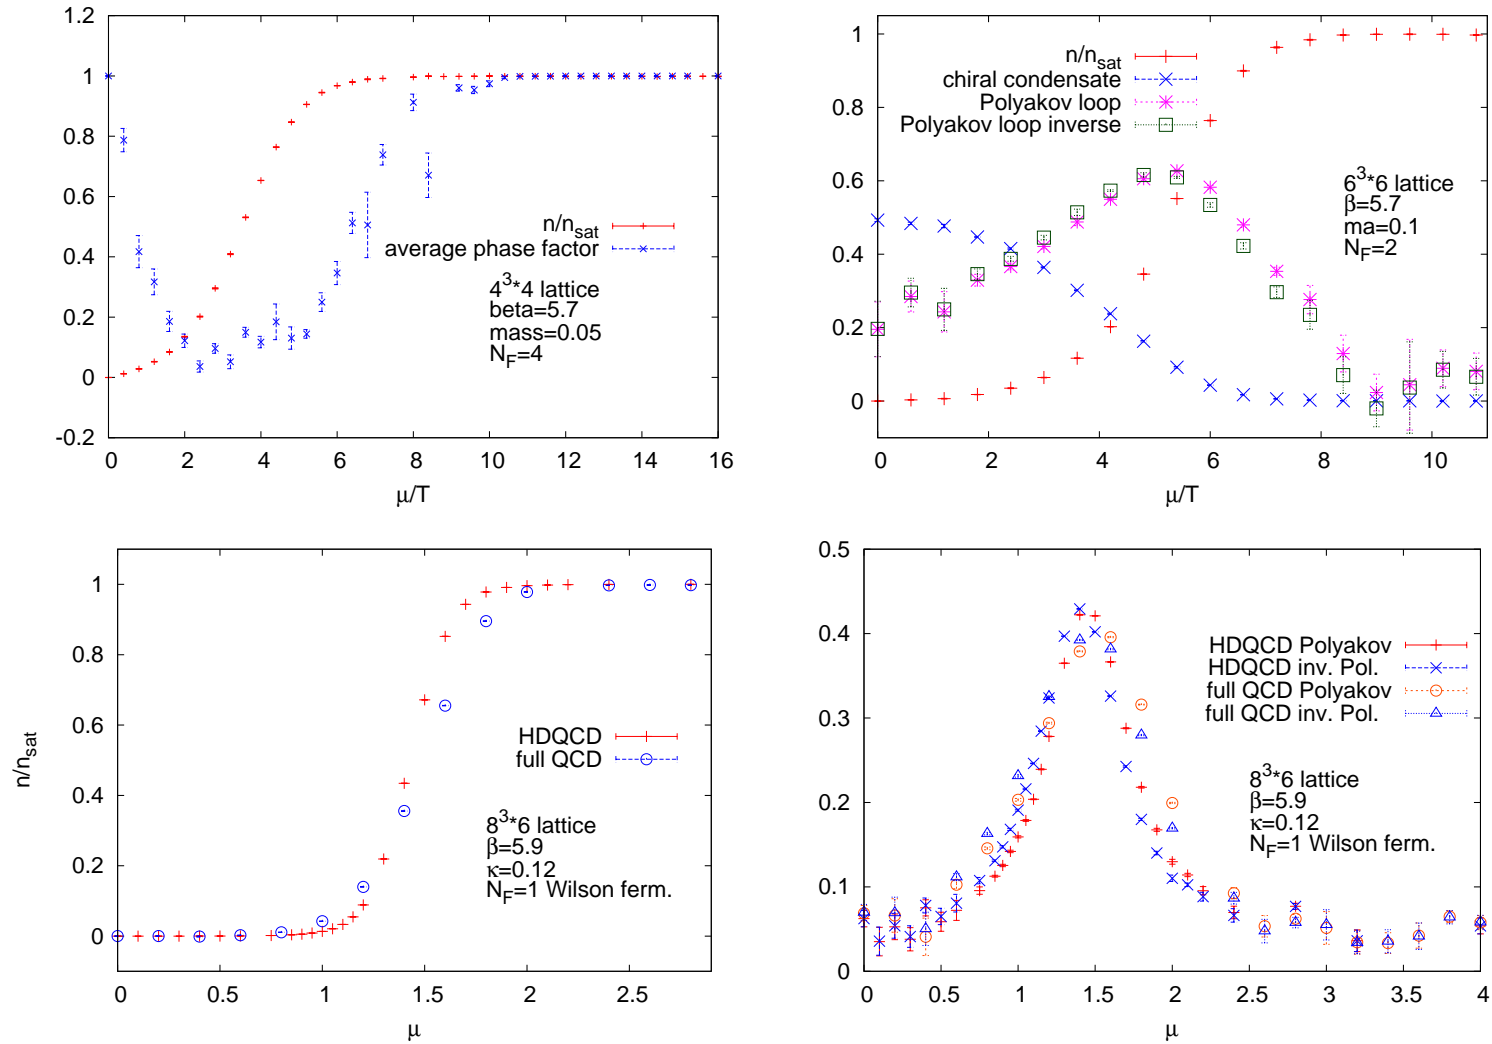 1.2
1
0.8
0.6
0.4
0.2
0
-0.2
0 2 4 6 8 10 12 14 16
μ/T
n/n_sat
average phase factor
4^3*4 lattice
beta=5.7
mass=0.05
N_F=4
1
0.8
0.6
0.4
0.2
0
0 2 4 6 8 10
μ/T
n/n_sat
chiral condensate
Polyakov loop
Polyakov loop inverse
6^3*6 lattice
β=5.7
ma=0.1
N_F=2
n/n_sat
1
0.8
0.6
0.4
0.2
0
0 0.5 1 1.5 2 2.5
μ
HDQCD
full QCD
8^3*6 lattice
β=5.9
κ=0.12
N_F=1 Wilson ferm.
0.5
0.4
0.3
0.2
0.1
0
0 0.5 1 1.5 2 2.5 3 3.5 4
μ
HDQCD Polyakov
HDQCD inv. Pol.
full QCD Polyakov
full QCD inv. Pol.
8^3*6 lattice
β=5.9
κ=0.12
N_F=1 Wilson ferm.